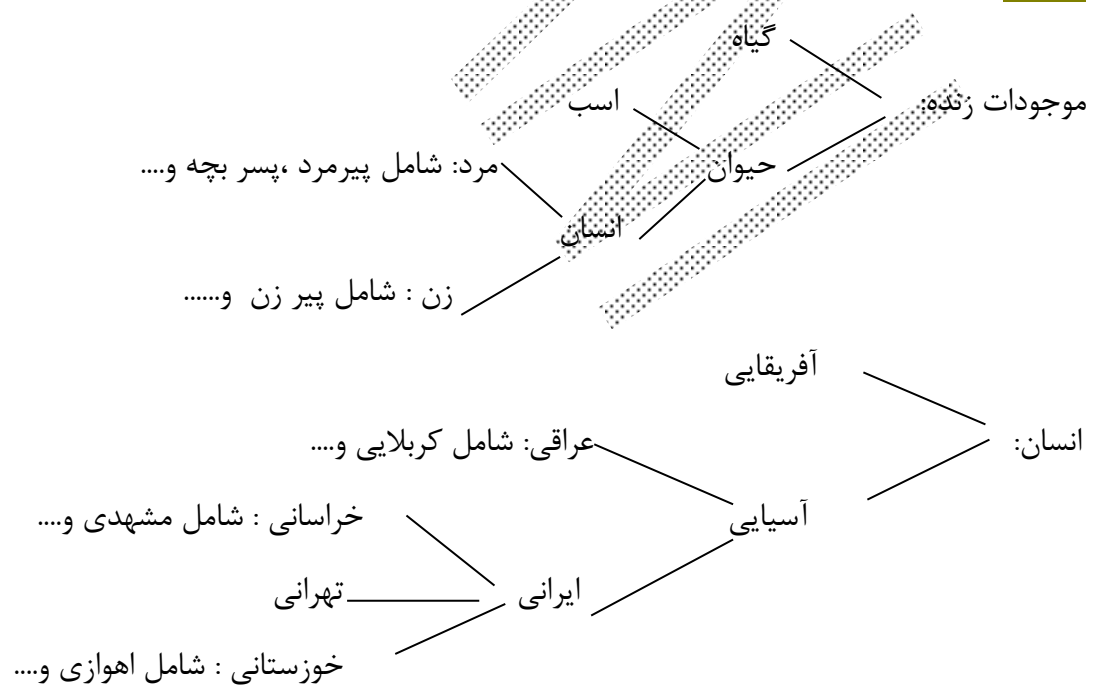 گیاه
موجودات زنده:
اسب
حیوان
مرد: شامل پیرمرد ،پسر بچه و....
انسان
زن : شامل پیر زن و......
آفریقایی
انسان:
عراقی: شامل کربلایی و....
آسیایی
خراسانی : شامل مشهدی و....
ایرانی
تهرانی
خوزستانی : شامل اهوازی و....